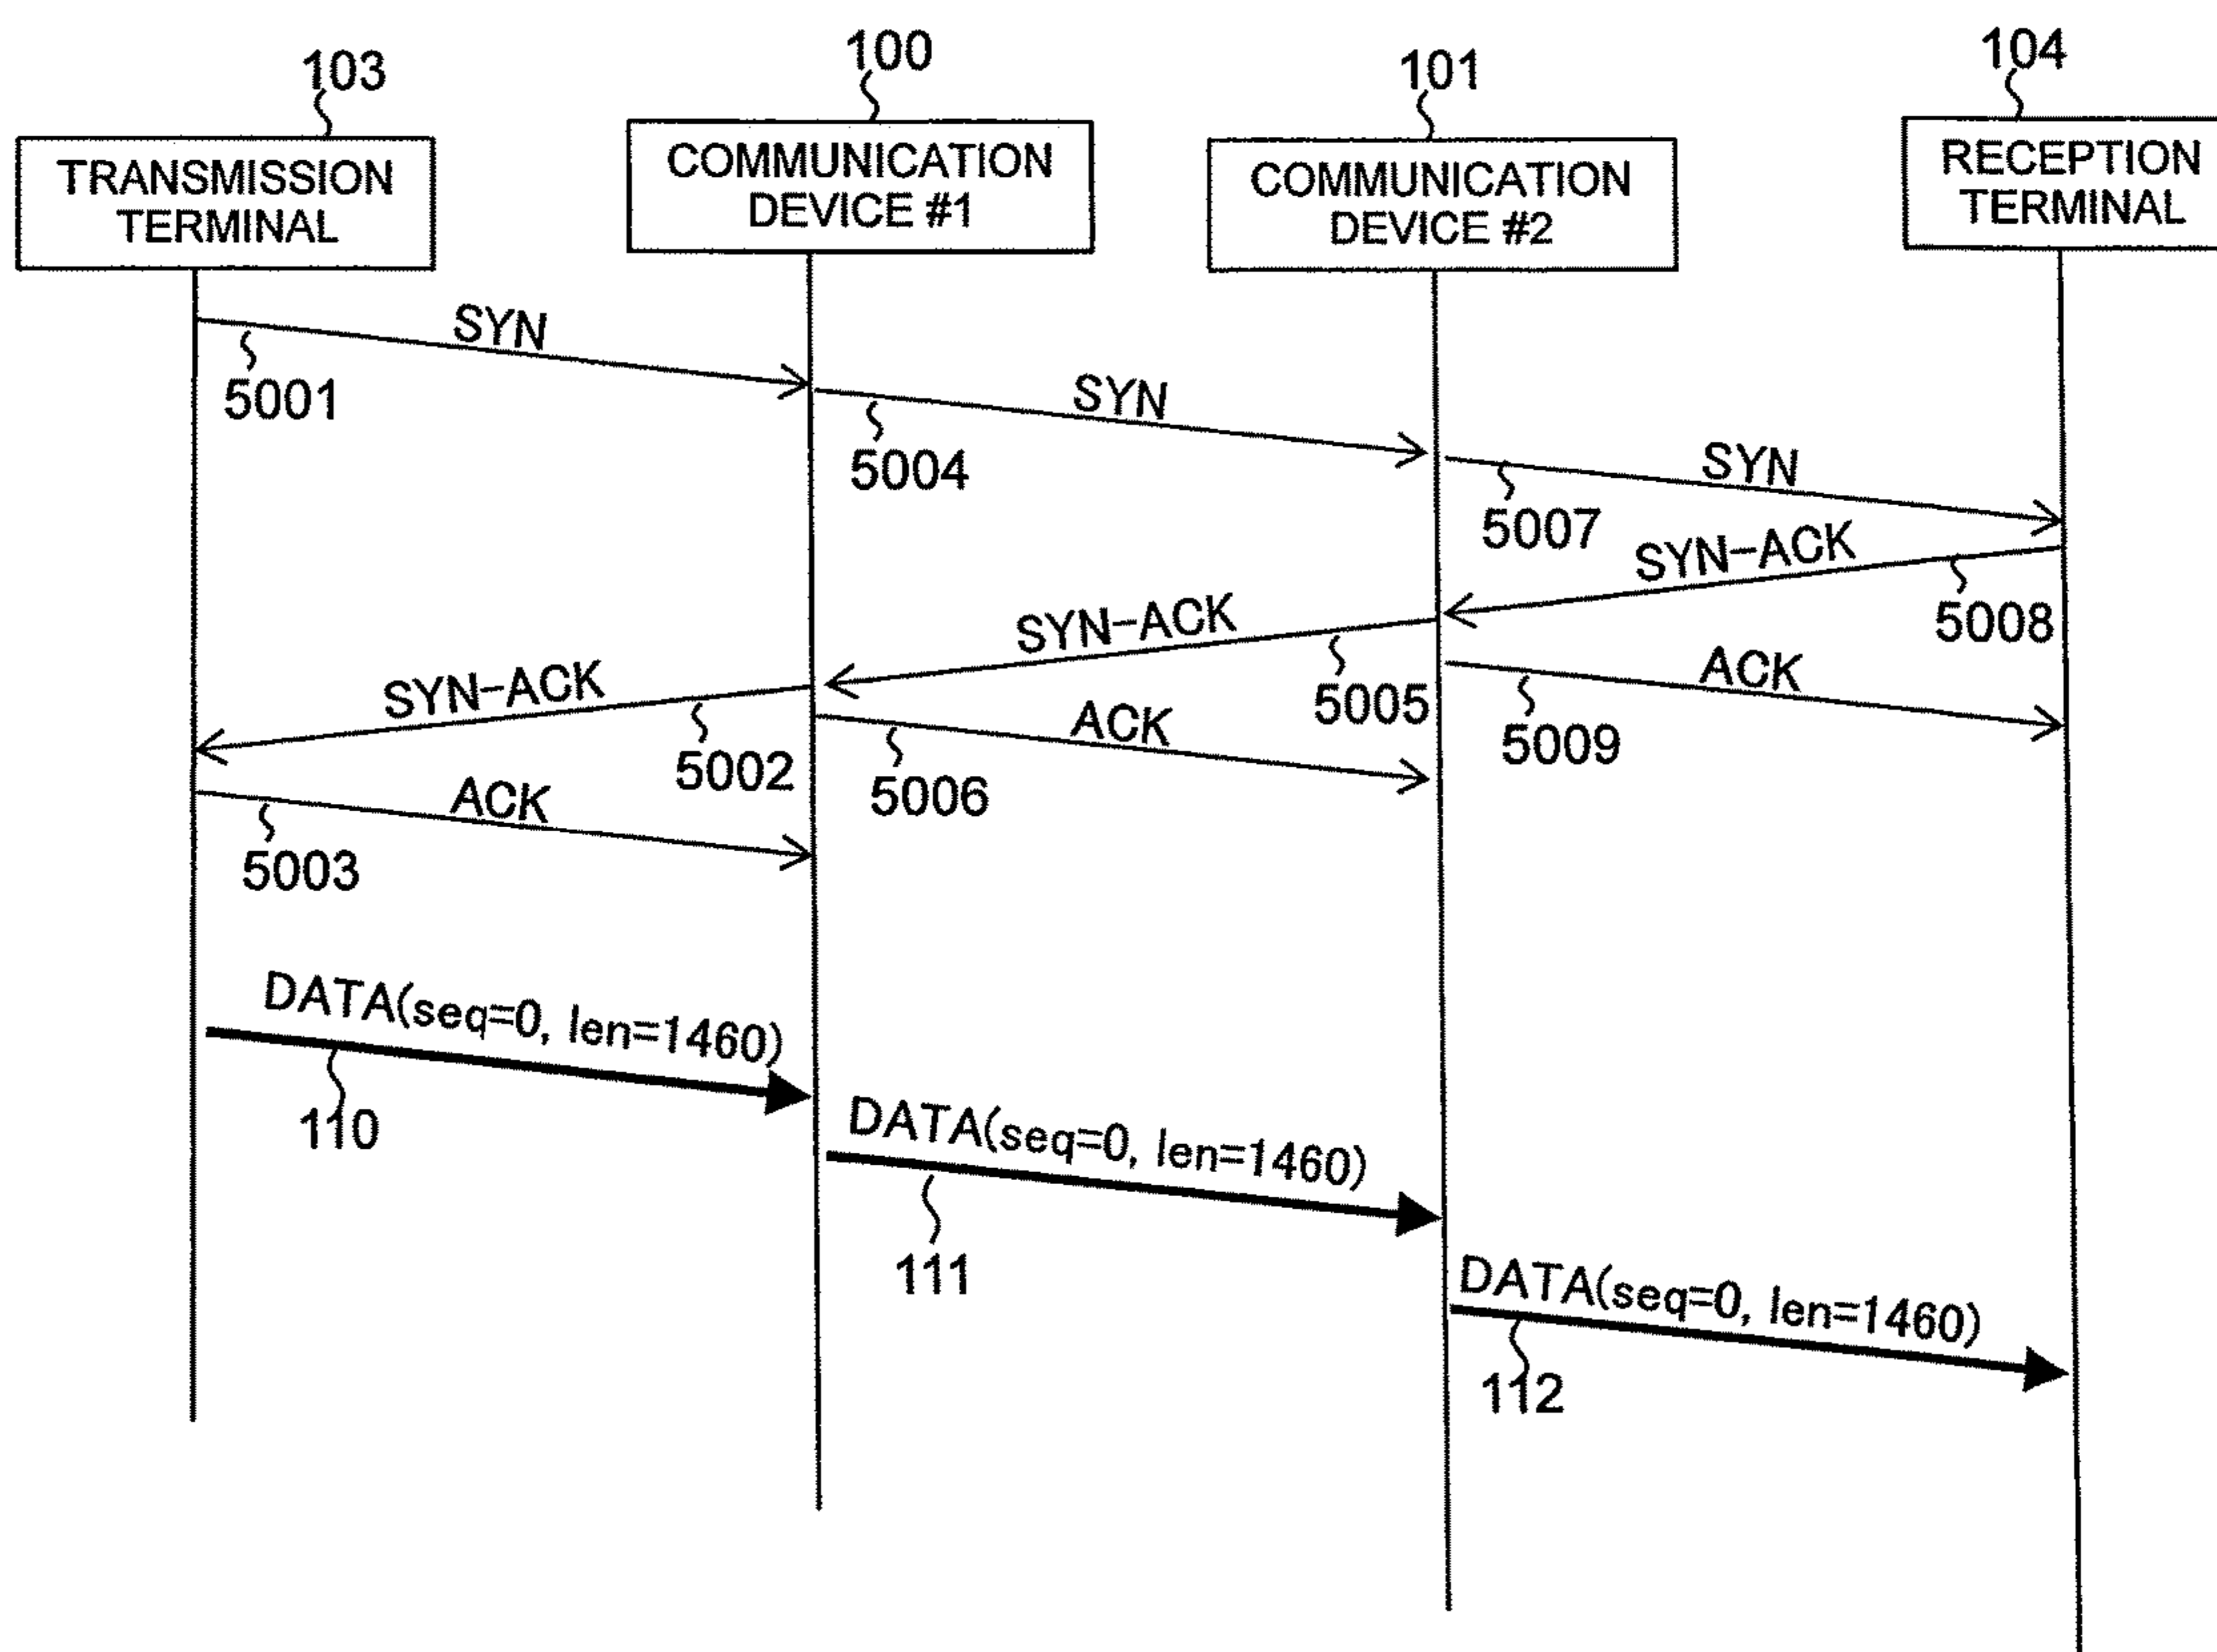 103
100
101
104
TRANSMISSION
TERMINAL
COMMUNICATION
DEVICE #1
COMMUNICATION
DEVICE #2
RECEPTION
TERMINAL
SYN
5001
SYN
5004
SYN
5007
SYN-ACK
5008
SYN-ACK
5005
ACK
5009
SYN-ACK
5002
ACK
5006
ACK
5003
DATA(seq=0, len=1460)
110
DATA(seq=0, len=1460)
111
DATA(seq=0, len=1460)
112